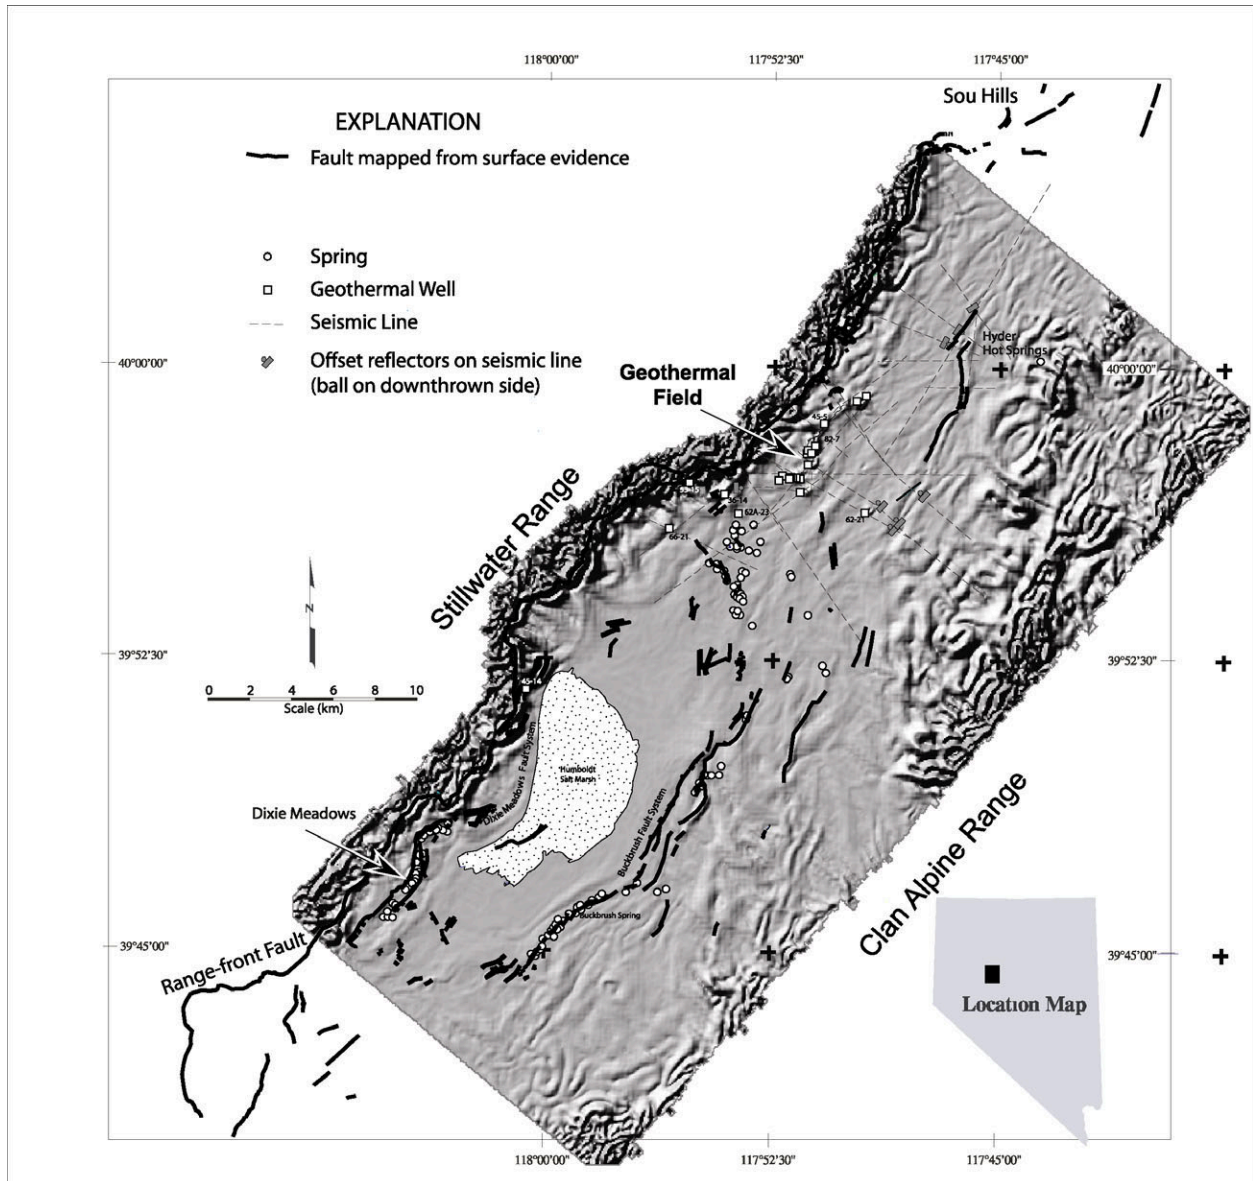 118°00'00"
117°52'30"
117°45'00"
Sou Hills
EXPLANATION
Fault mapped from surface evidence
Spring
Geothermal Well
Seismic Line
Offset reflectors on seismic line
(ball on downthrown side)
Hyder
Hot Springs
40°00'00"
40°00'00"
Geothermal
Field
45-5
82-7
36-14
62A-23
62-21
66-21
Stillwater Range
N
39°52'30"
39°52'30"
0 2 4 6 8 10
Scale (km)
Humboldt
Salt Marsh
Dixie Meadows Fault System
Buckbrush Fault System
Dixie Meadows
Buckbrush Spring
Clan Alpine Range
39°45'00"
39°45'00"
Range-front Fault
Location Map
118°00'00"
117°52'30"
117°45'00"